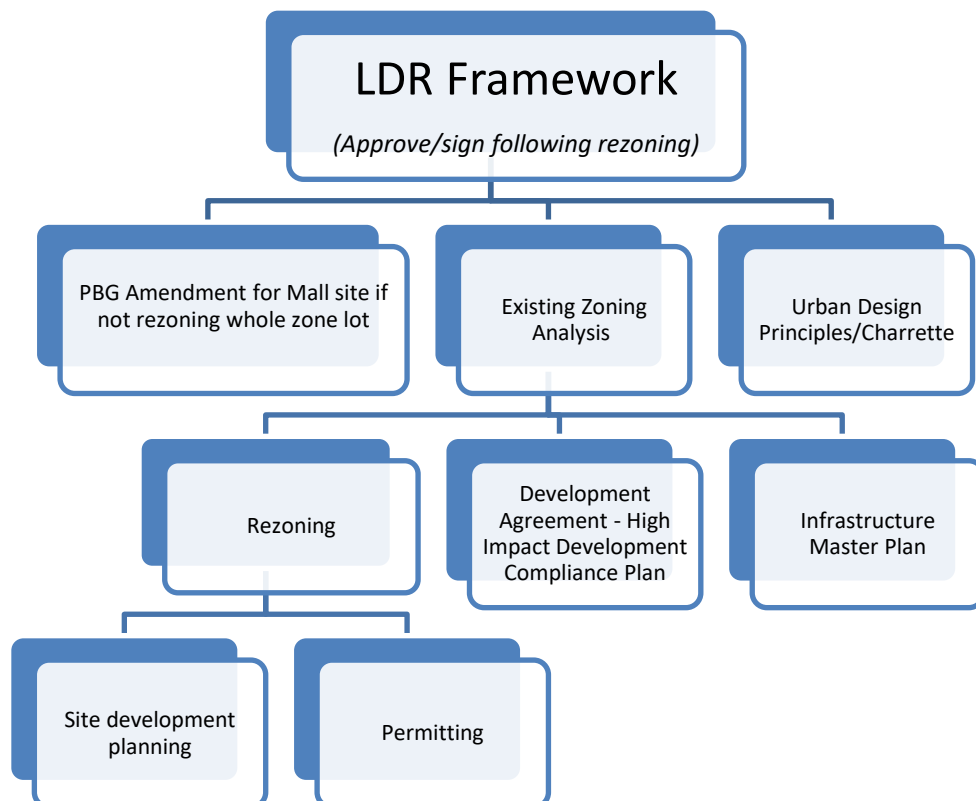 LDR Framework
(Approve/sign following rezoning)
PBG Amendment for Mall site if
not rezoning whole zone lot
Existing Zoning
Analysis
Urban Design
Principles/Charrette
Rezoning
Development
Agreement - High
Impact Development
Compliance Plan
Infrastructure
Master Plan
Site development
planning
Permitting